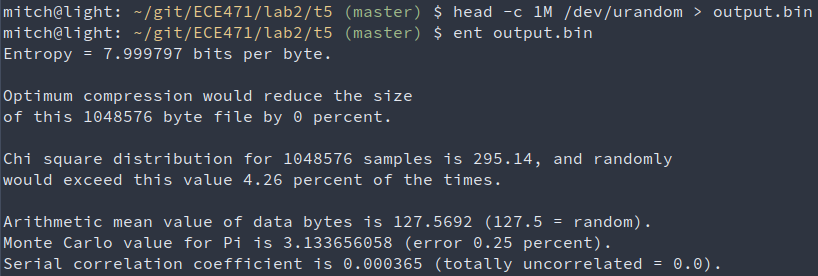 mitch@light: ~/git/ECE471/lab2/t5 (master) $ head -c 1M /dev/urandom > output.bin
mitch@light: ~/git/ECE471/lab2/t5 (master) $ ent output.bin
Entropy = 7.999797 bits per byte.

Optimum compression would reduce the size
of this 1048576 byte file by 0 percent.

Chi square distribution for 1048576 samples is 295.14, and randomly
would exceed this value 4.26 percent of the times.

Arithmetic mean value of data bytes is 127.5692 (127.5 = random).
Monte Carlo value for Pi is 3.133656058 (error 0.25 percent).
Serial correlation coefficient is 0.000365 (totally uncorrelated = 0.0).